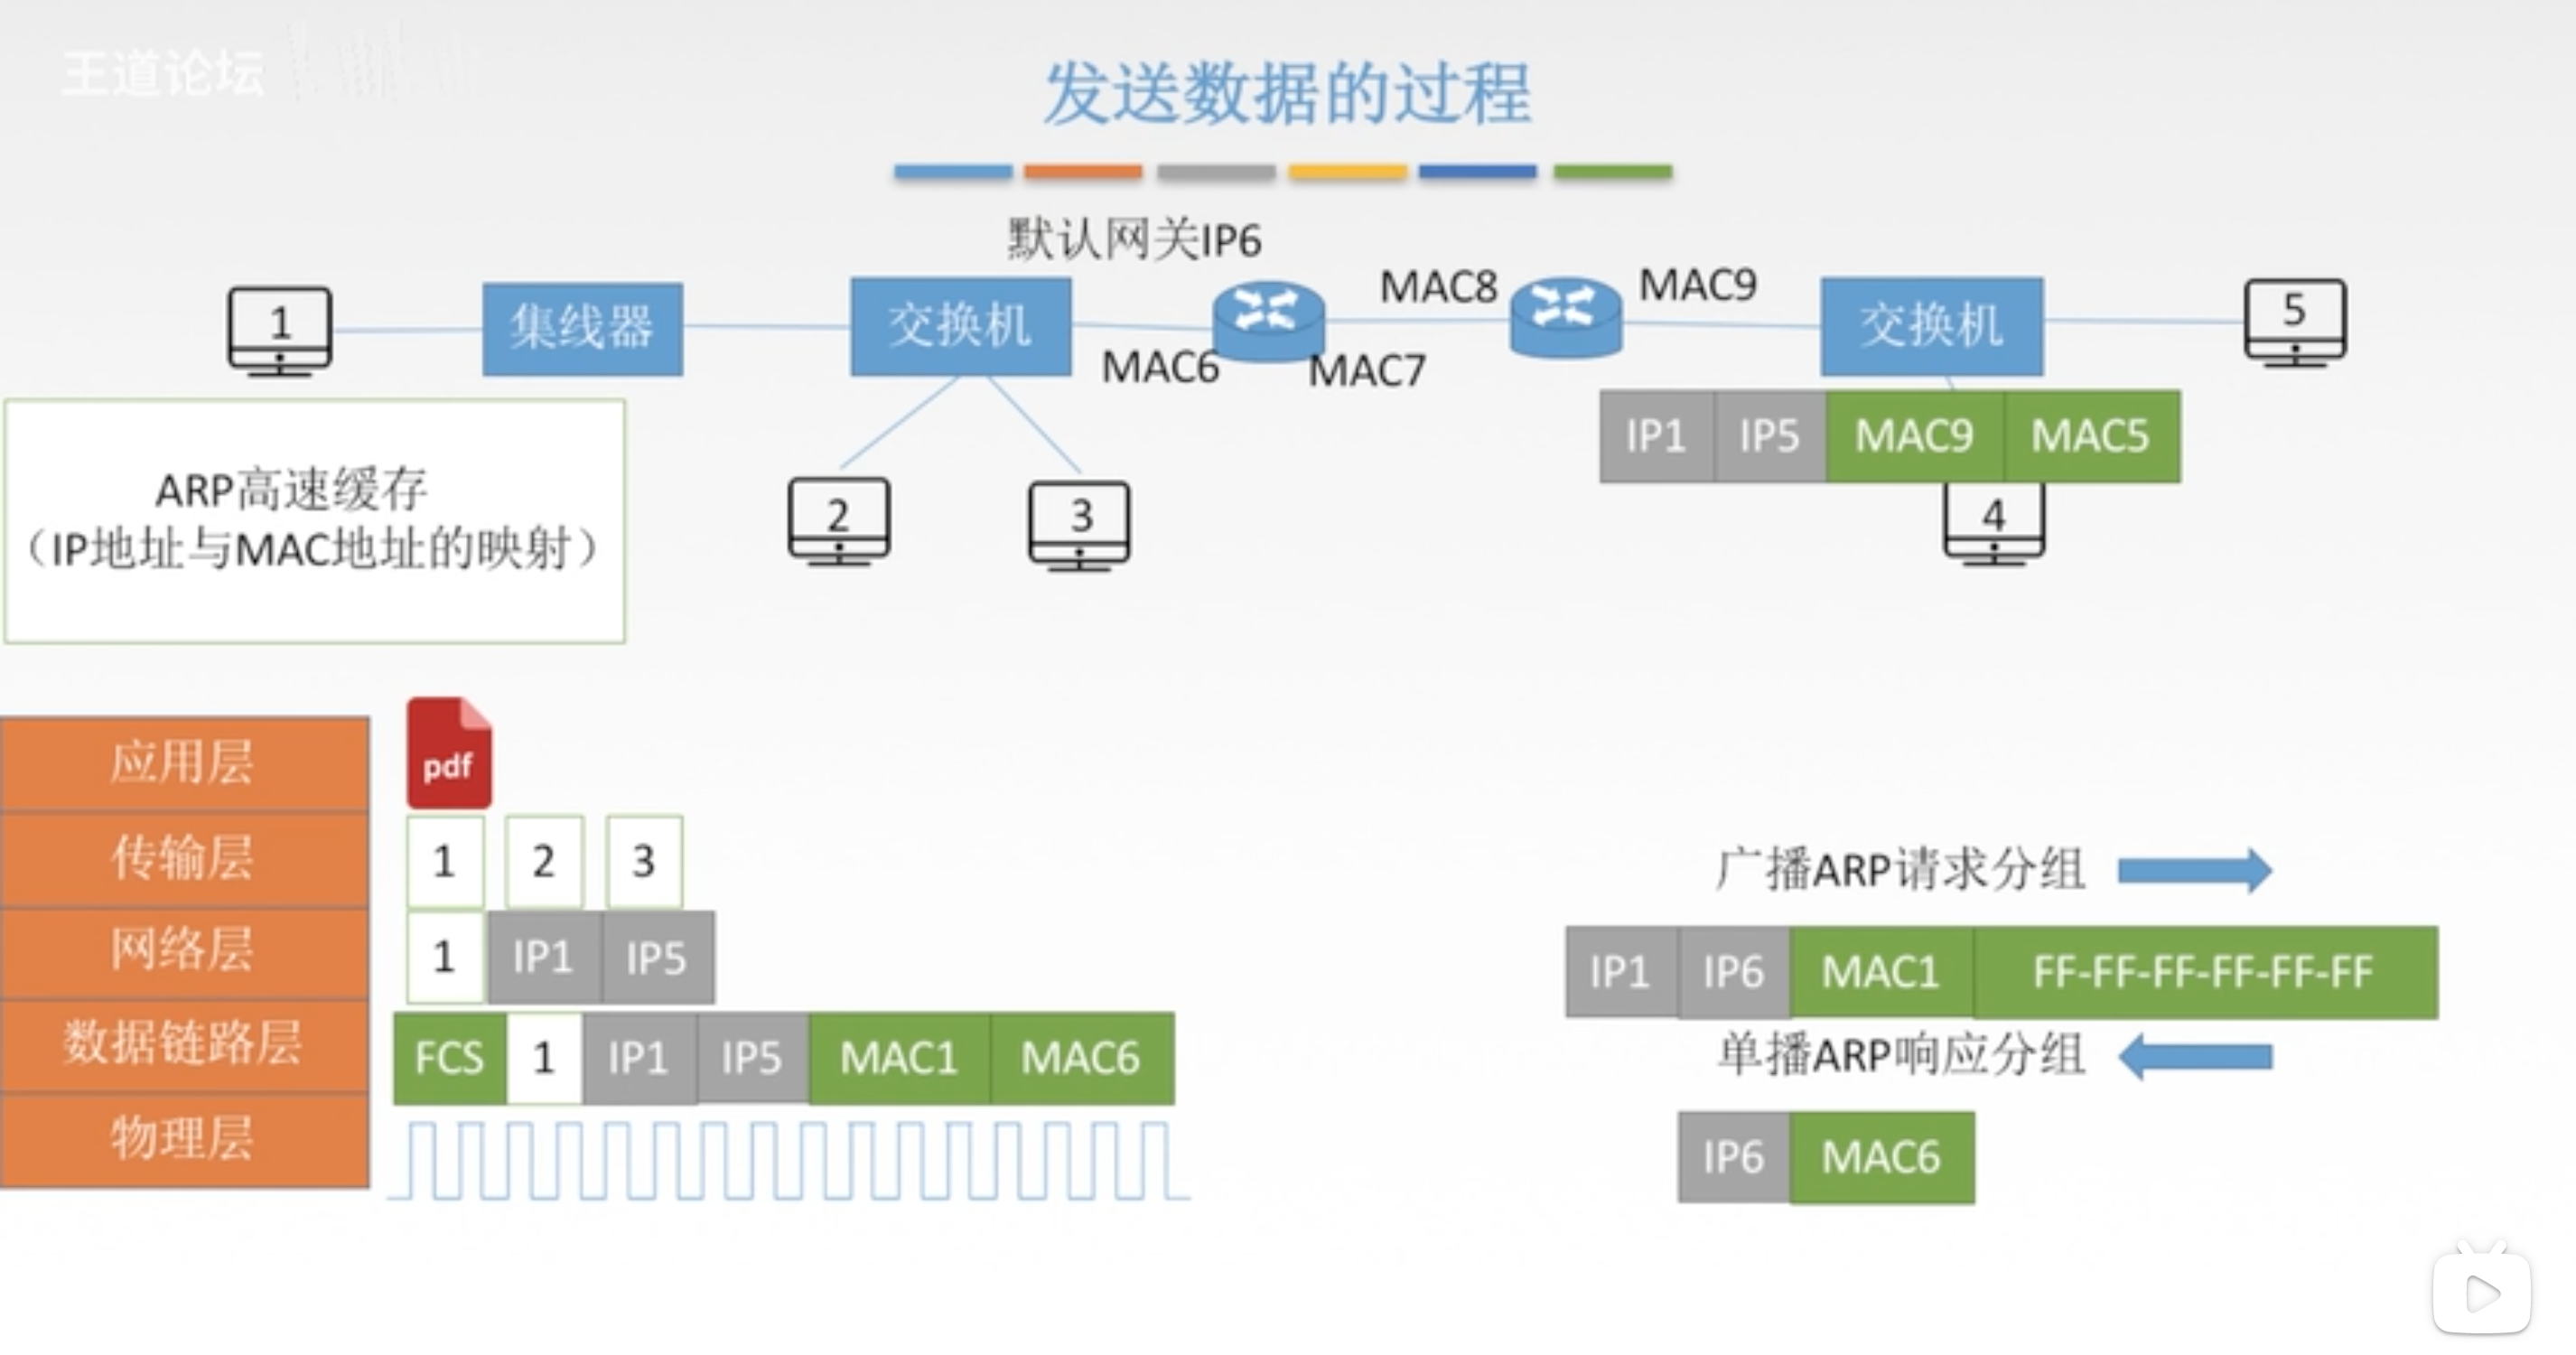 王道论坛
发送数据的过程
默认网关IP6
1
集线器
交换机
MAC6
MAC7
MAC8
MAC9
交换机
5
IP1 IP5 MAC9 MAC5
2
3
4
ARP高速缓存
（IP地址与MAC地址的映射）
pdf
应用层
传输层
1 2 3
网络层
1 IP1 IP5
数据链路层
FCS 1 IP1 IP5 MAC1 MAC6
物理层
广播ARP请求分组
IP1 IP6 MAC1 FF-FF-FF-FF-FF-FF
单播ARP响应分组
IP6 MAC6